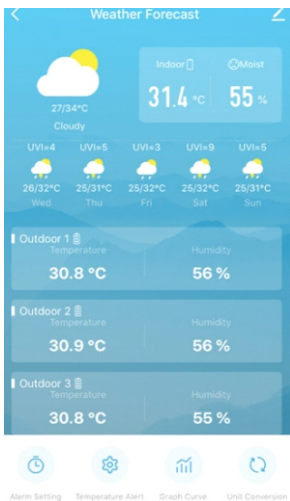 Weather Forecast
Indoor Moist
31.4 °C 55 %
27/34°C
Cloudy
UVI=4 UVI=5 UVI=3 UVI=9 UVI=5
26/32°C 25/31°C 25/32°C 25/32°C 25/31°C
Wed Thu Fri Sat Sun
Outdoor 1
Temperature Humidity
30.8 °C 56 %
Outdoor 2
Temperature Humidity
30.9 °C 56 %
Outdoor 3
Temperature Humidity
30.8 °C 55 %
Alarm Setting Temperature Alert Graph Curve Unit Conversion